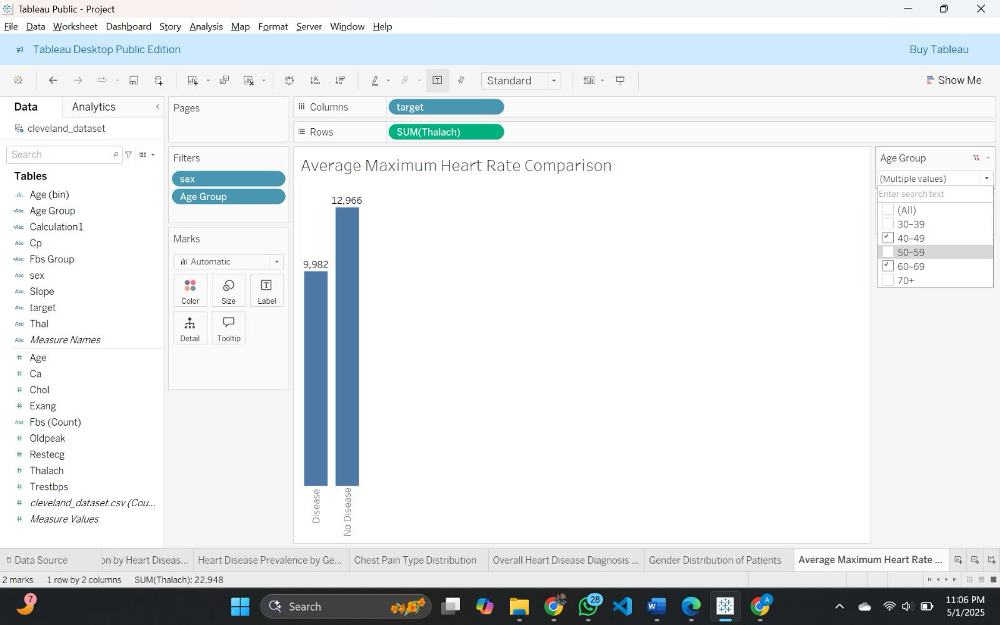 Tableau Public - Project
File Data Worksheet Dashboard Story Analysis Map Format Server Window Help
Tableau Desktop Public Edition
Buy Tableau
Standard
Show Me
Data
Analytics
cleveland_dataset
Search
Tables
Age (bin)
Age Group
Calculation1
Cp
Fbs Group
sex
Slope
target
Thal
Measure Names
Age
Ca
Chol
Exang
Fbs (Count)
Oldpeak
Restecg
Thalach
Trestbps
cleveland_dataset.csv (Cou...
Measure Values
Pages
Filters
sex
Age Group
Marks
Automatic
Color Size Label
Detail Tooltip
Columns
target
Rows
SUM(Thalach)
Average Maximum Heart Rate Comparison
12,966
9,982
Disease
No Disease
Age Group
(Multiple values)
Enter search text
(All)
30–39
40–49
50–59
60–69
70+
Data Source
on by Heart Diseas...
Heart Disease Prevalence by Ge...
Chest Pain Type Distribution
Overall Heart Disease Diagnosis ...
Gender Distribution of Patients
Average Maximum Heart Rate ...
2 marks 1 row by 2 columns SUM(Thalach): 22,948
7
Search
28
11:06 PM
5/1/2025